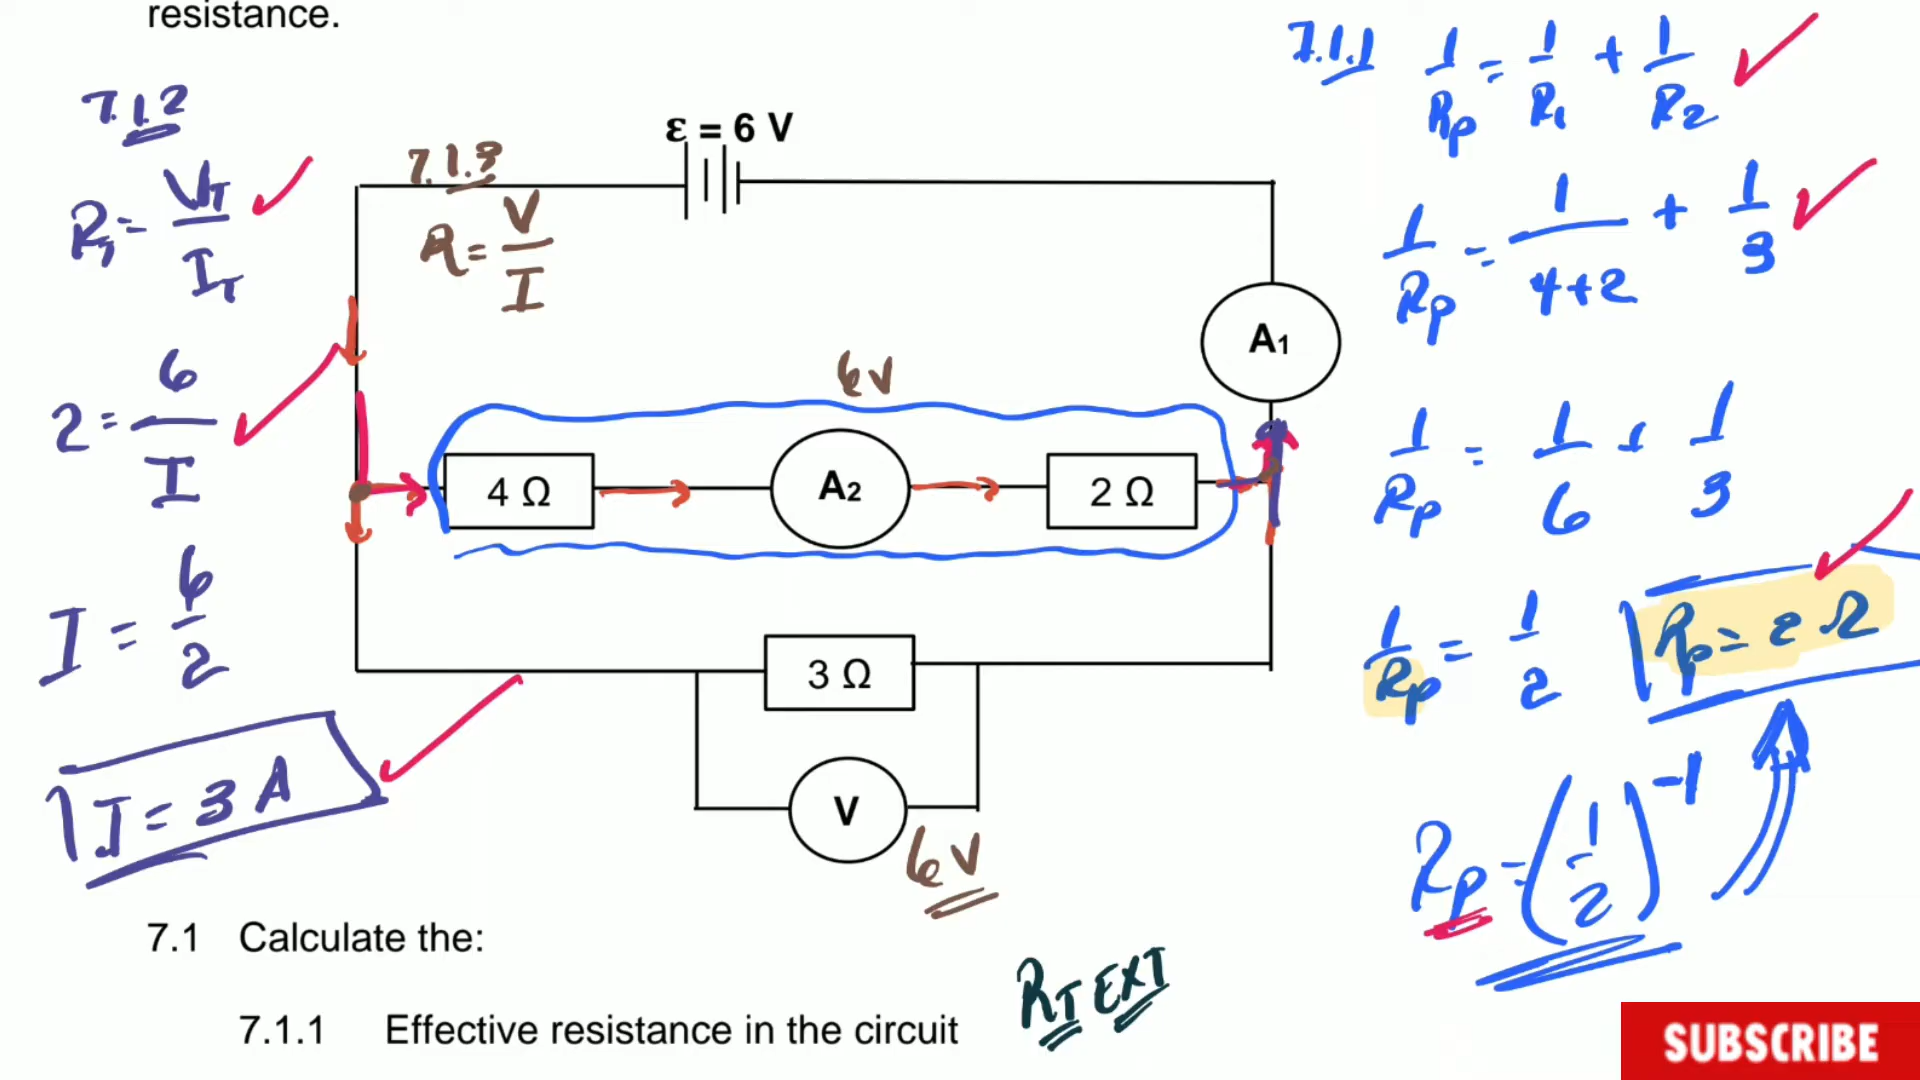 resistance.
7.1.2
R_T = V_T / I_T
2 = 6 / I
I = 6 / 2
I = 3 A
ε = 6 V
7.1.3
R = V / I
A1
6V
4 Ω
A2
2 Ω
3 Ω
V
6V
7.1.1
1/Rp = 1/R1 + 1/R2
1/Rp = 1/(4+2) + 1/3
1/Rp = 1/6 + 1/3
1/Rp = 1/2
Rp = 2 Ω
Rp = (1/2)^-1
7.1 Calculate the:
RT EXT
7.1.1 Effective resistance in the circuit
SUBSCRIBE